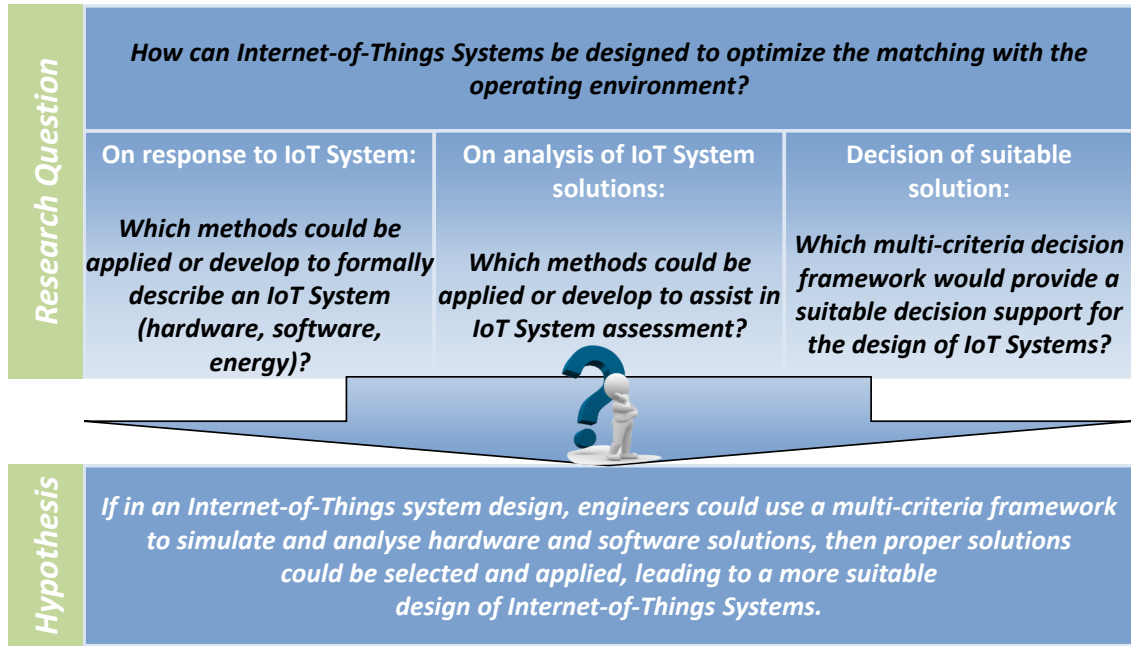 Research Question
How can Internet-of-Things Systems be designed to optimize the matching with the
operating environment?
On response to IoT System:
Which methods could be
applied or develop to formally
describe an IoT System
(hardware, software,
energy)?
On analysis of IoT System
solutions:
Which methods could be
applied or develop to assist in
IoT System assessment?
Decision of suitable
solution:
Which multi-criteria decision
framework would provide a
suitable decision support for
the design of IoT Systems?
?
Hypothesis
If in an Internet-of-Things system design, engineers could use a multi-criteria framework
to simulate and analyse hardware and software solutions, then proper solutions
could be selected and applied, leading to a more suitable
design of Internet-of-Things Systems.